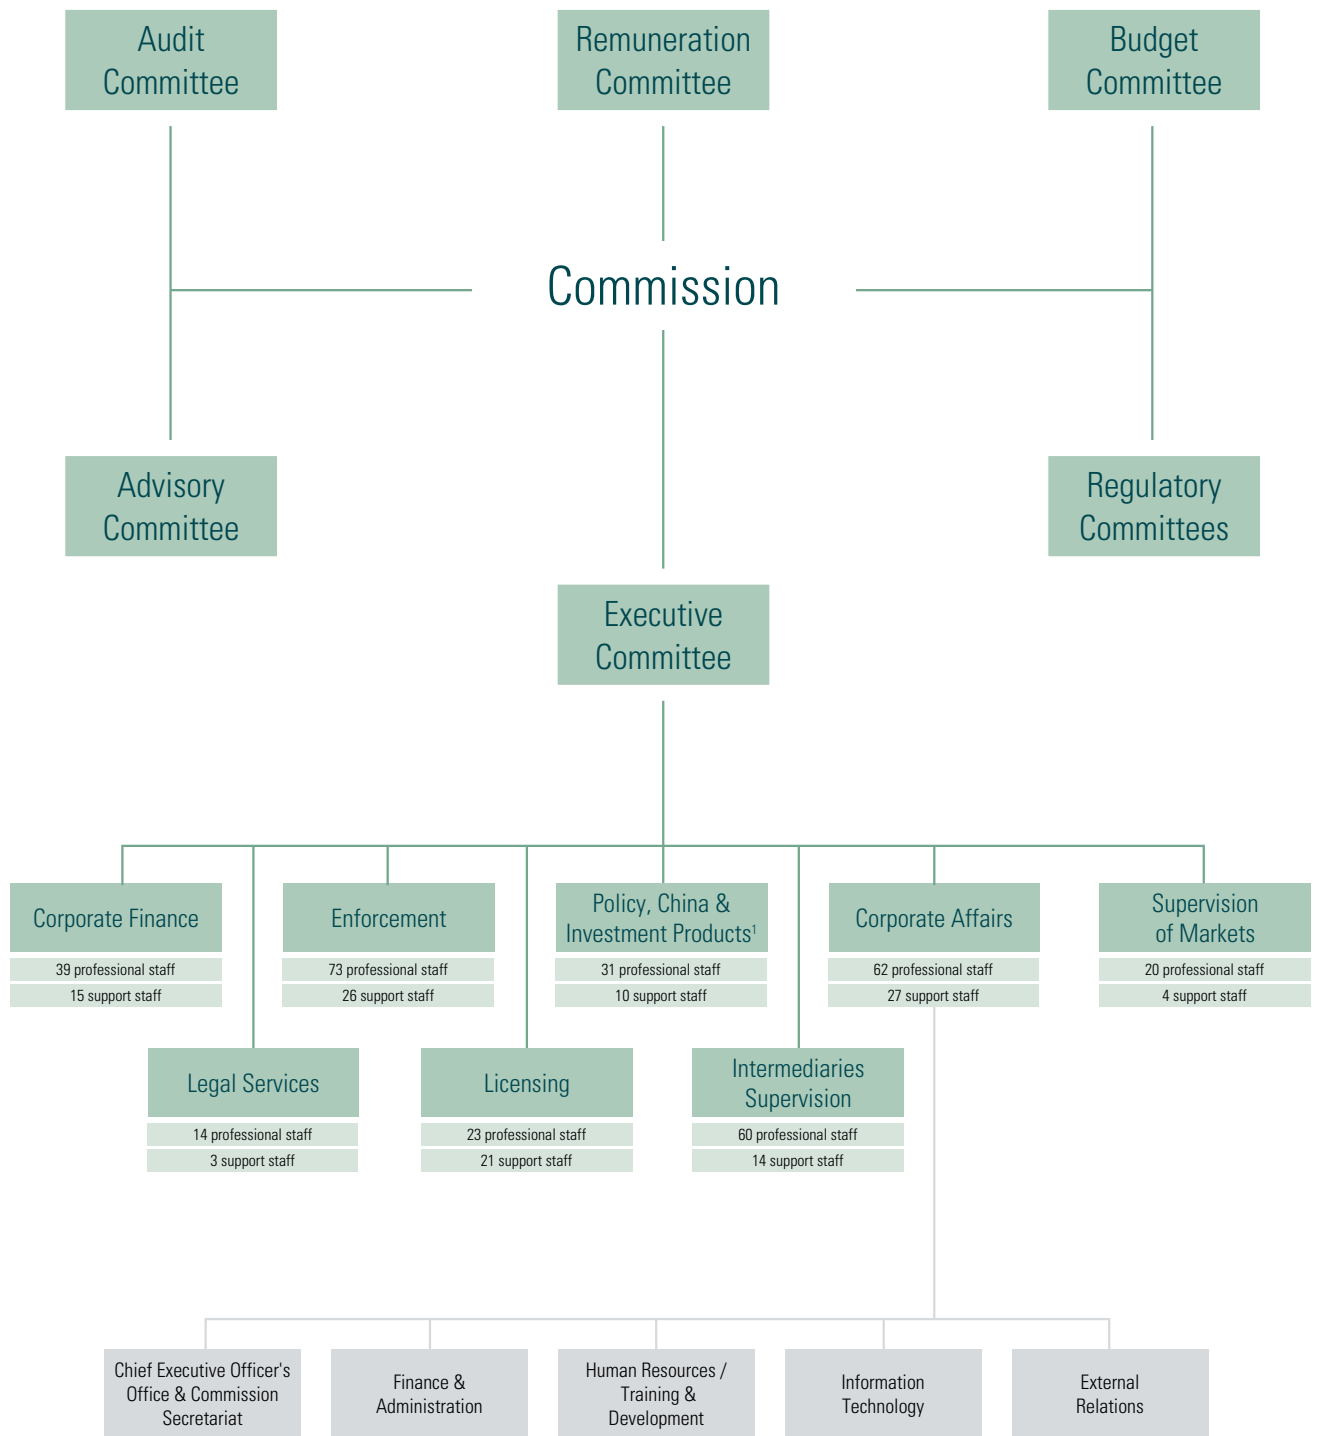 Audit
Committee
Remuneration
Committee
Budget
Committee
Commission
Advisory
Committee
Regulatory
Committees
Executive
Committee
Corporate Finance
39 professional staff
15 support staff
Enforcement
73 professional staff
26 support staff
Policy, China &
Investment Products¹
31 professional staff
10 support staff
Corporate Affairs
62 professional staff
27 support staff
Supervision
of Markets
20 professional staff
4 support staff
Legal Services
14 professional staff
3 support staff
Licensing
23 professional staff
21 support staff
Intermediaries
Supervision
60 professional staff
14 support staff
Chief Executive Officer's
Office & Commission
Secretariat
Finance &
Administration
Human Resources /
Training &
Development
Information
Technology
External
Relations